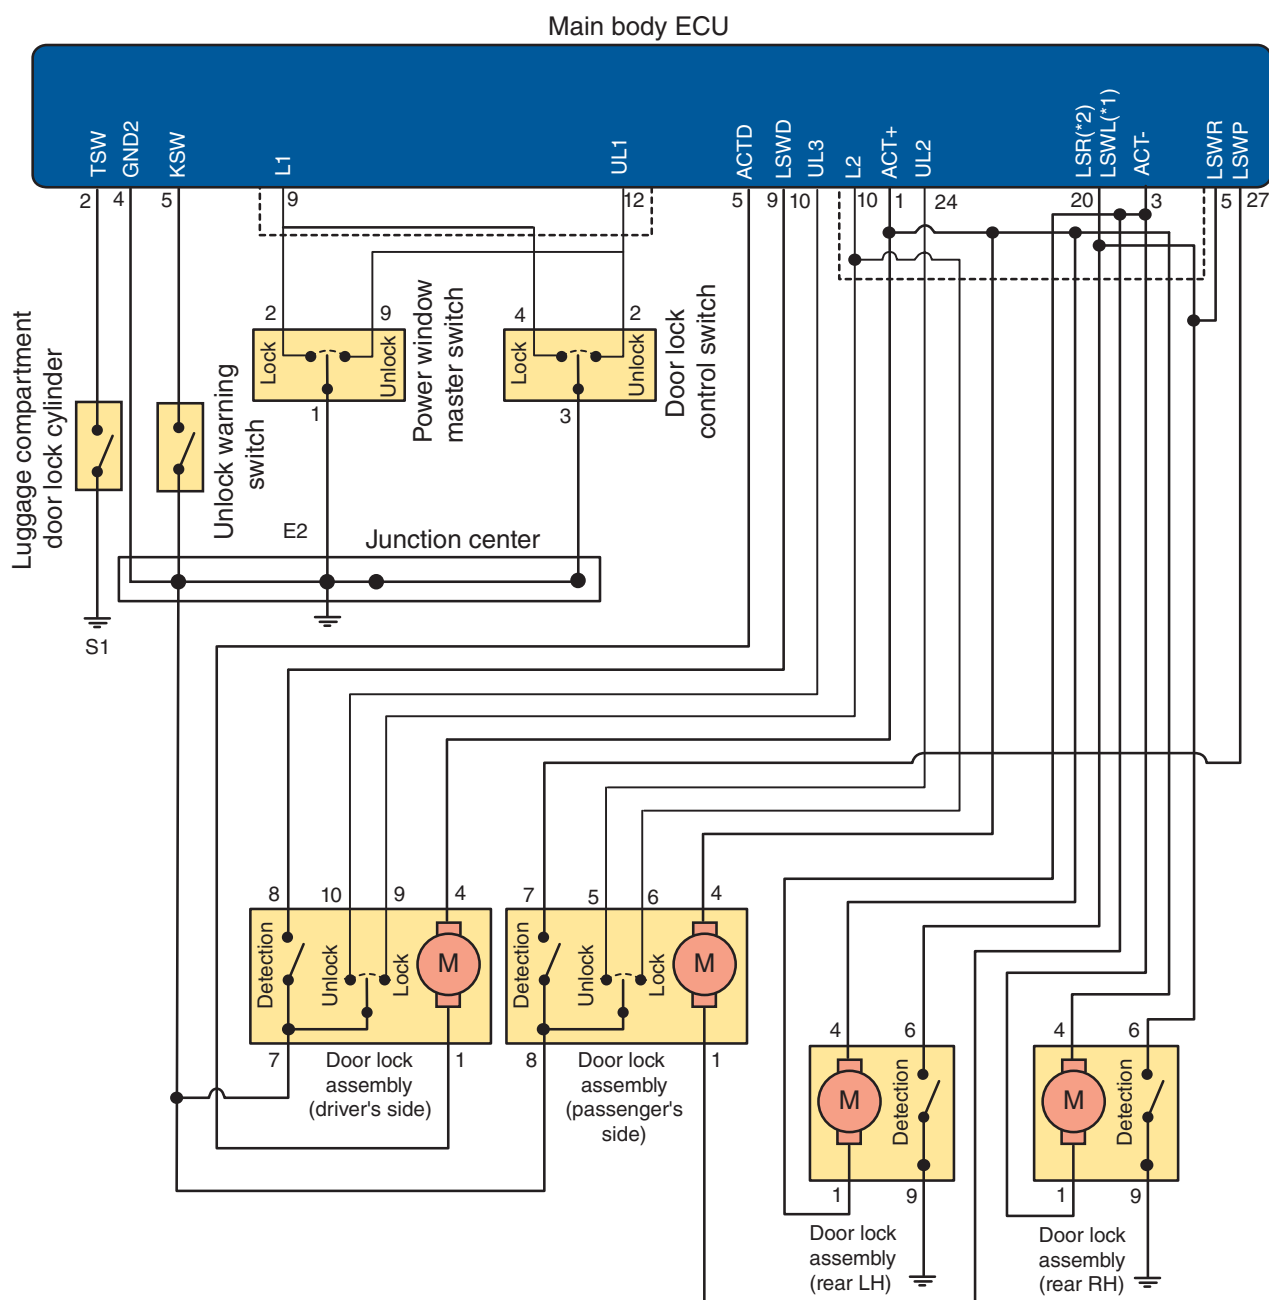 Main body ECU
TSW
GND2
KSW
L1
UL1
ACTD
LSWD
UL3
L2
ACT+
UL2
LSR(*2)
LSWL(*1)
ACT-
LSWR
LSWP
2 4 5 9 12 5 9 10 10 1 24 20 3 5 27
2 9 4 2
Lock
Unlock
Lock
Unlock
1 3
Power window
master switch
Door lock
control switch
Luggage compartment
door lock cylinder
Unlock warning
switch
E2
Junction center
S1
8 10 9 4 7 5 6 4
Detection
Unlock
Lock
M
Detection
Unlock
Lock
M
7 1 8 1
Door lock
assembly
(driver's side)
Door lock
assembly
(passenger's
side)
4 6 4 6
M
Detection
M
Detection
1 9 1 9
Door lock
assembly
(rear LH)
Door lock
assembly
(rear RH)